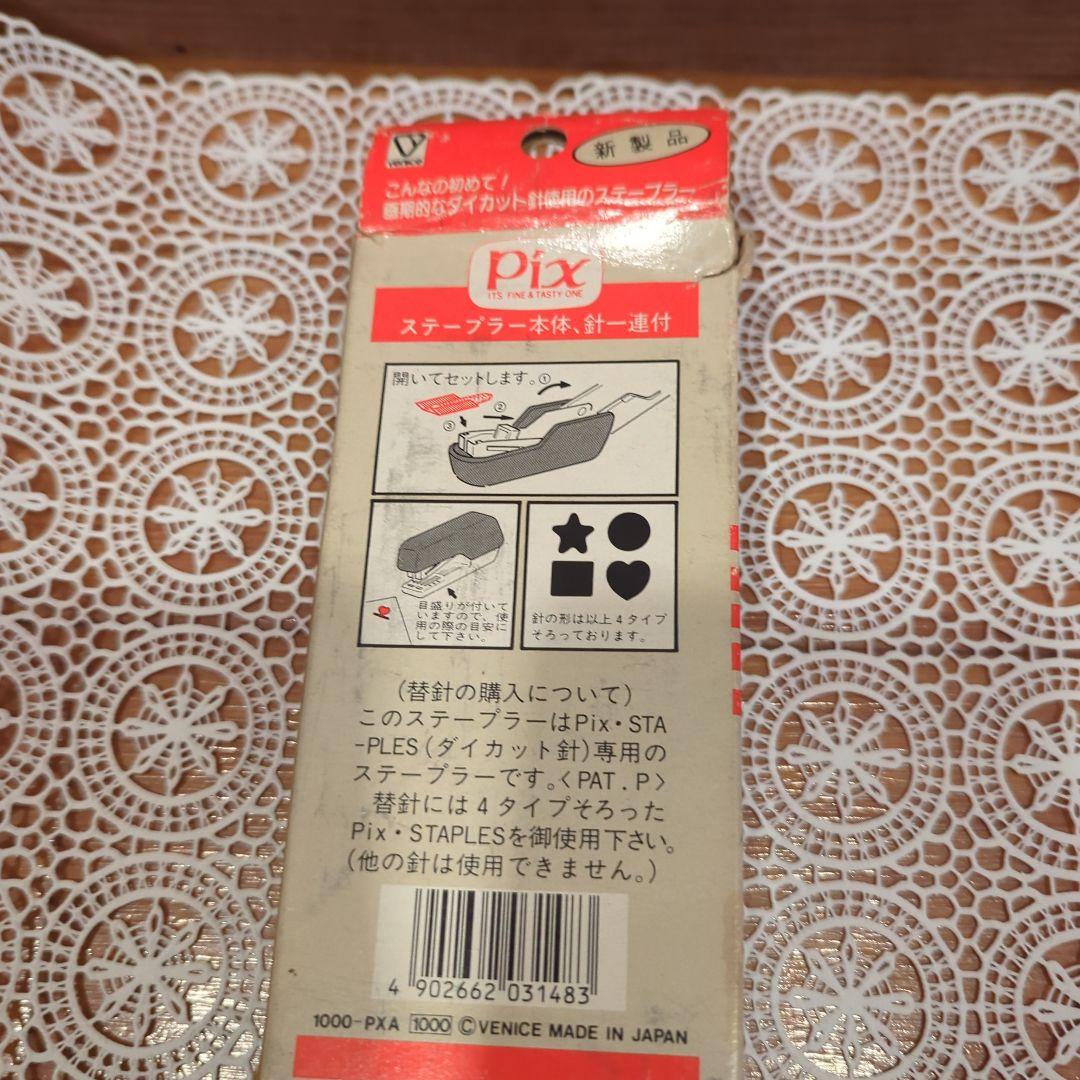 venice
新製品
こんなの初めて!
画期的なダイカット針使用のステープラー
Pix
IT'S FINE & TASTY ONE
ステープラー本体、針一連付
開いてセットします。①
②
③
目盛りが付いて
いますので、使
用の際の目安に
して下さい。
針の形は以上4タイプ
そろっております。
(替針の購入について)
このステープラーはPix・STA
-PLES(ダイカット針)専用の
ステープラーです。〈PAT.P〉
替針には4タイプそろった
Pix・STAPLESを御使用下さい。
(他の針は使用できません。)
4 902662 031483
1000-PXA 1000 ©VENICE MADE IN JAPAN